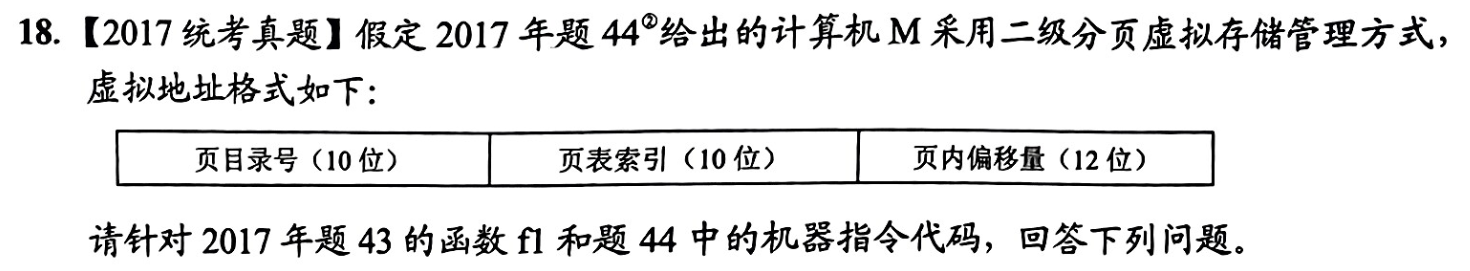 18.【2017 统考真题】假定 2017 年题 44②给出的计算机 M 采用二级分页虚拟存储管理方式，
虚拟地址格式如下：
页目录号（10 位） 页表索引（10 位） 页内偏移量（12 位）
请针对 2017 年题 43 的函数 f1 和题 44 中的机器指令代码，回答下列问题。